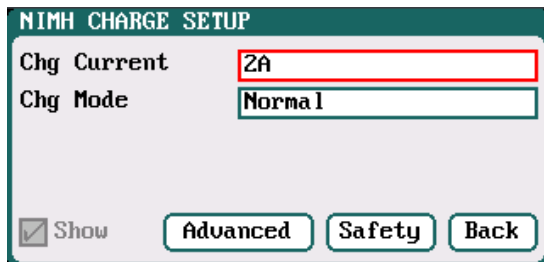 NIMH CHARGE SETUP
Chg Current 2A
Chg Mode Normal
Show Advanced Safety Back